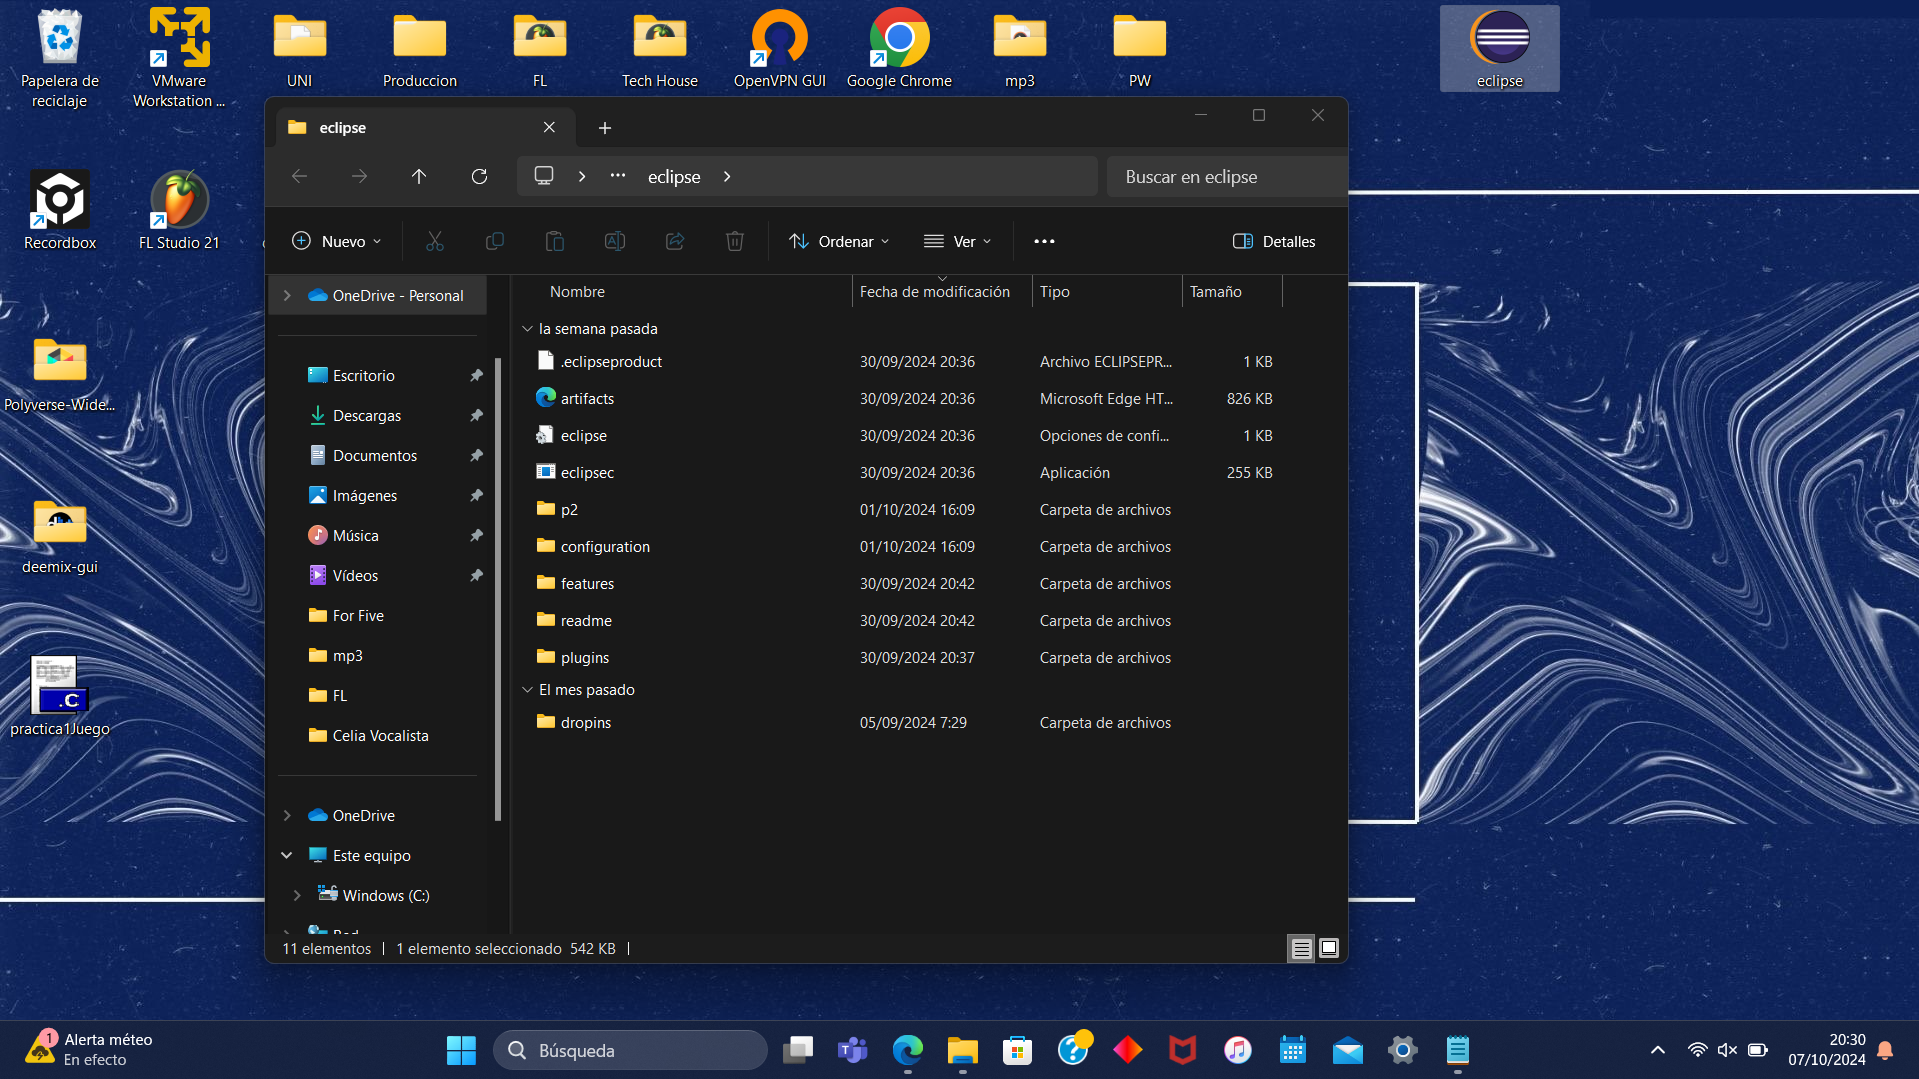 Papelera de
reciclaje
VMware
Workstation ...
UNI
Produccion
FL
Tech House
OpenVPN GUI
Google Chrome
mp3
PW
eclipse
Recordbox
FL Studio 21
Polyverse-Wide...
deemix-gui
DEV
.C
practica1Juego
eclipse
eclipse
Buscar en eclipse
Nuevo
Ordenar
Ver
Detalles
OneDrive - Personal
Escritorio
Descargas
Documentos
Imágenes
Música
Vídeos
For Five
mp3
FL
Celia Vocalista
OneDrive
Este equipo
Windows (C:)
Red
Nombre Fecha de modificación Tipo Tamaño
la semana pasada
.eclipseproduct 30/09/2024 20:36 Archivo ECLIPSEPR... 1 KB
artifacts 30/09/2024 20:36 Microsoft Edge HT... 826 KB
eclipse 30/09/2024 20:36 Opciones de confi... 1 KB
eclipsec 30/09/2024 20:36 Aplicación 255 KB
p2 01/10/2024 16:09 Carpeta de archivos
configuration 01/10/2024 16:09 Carpeta de archivos
features 30/09/2024 20:42 Carpeta de archivos
readme 30/09/2024 20:42 Carpeta de archivos
plugins 30/09/2024 20:37 Carpeta de archivos
El mes pasado
dropins 05/09/2024 7:29 Carpeta de archivos
11 elementos 1 elemento seleccionado 542 KB
1
Alerta méteo
En efecto
Búsqueda
20:30
07/10/2024